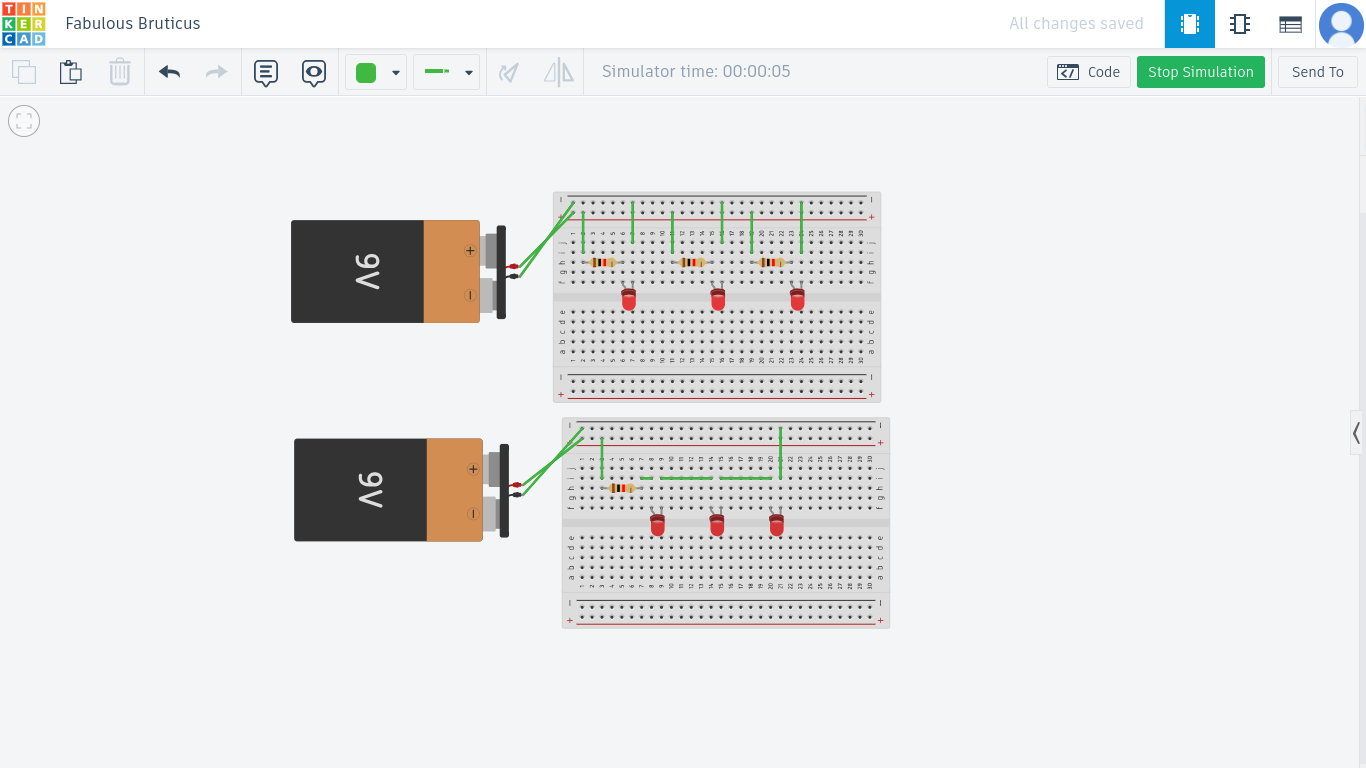 TIN
KER
CAD
Fabulous Bruticus
All changes saved
Simulator time: 00:00:05
Code
Stop Simulation
Send To
9V
9V